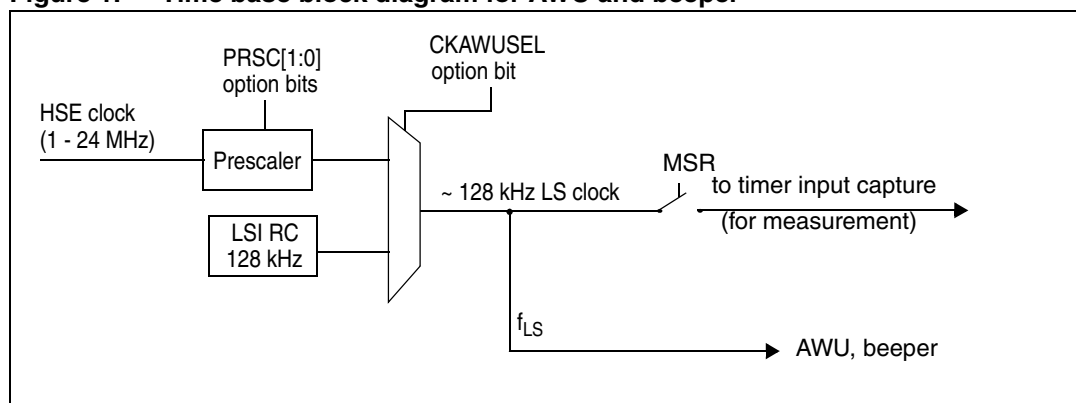 Figure 1. Time base block diagram for AWU and beeper
PRSC[1:0]
option bits
CKAWUSEL
option bit
HSE clock
(1 - 24 MHz)
Prescaler
MSR
to timer input capture
(for measurement)
~ 128 kHz LS clock
LSI RC
128 kHz
fLS
AWU, beeper